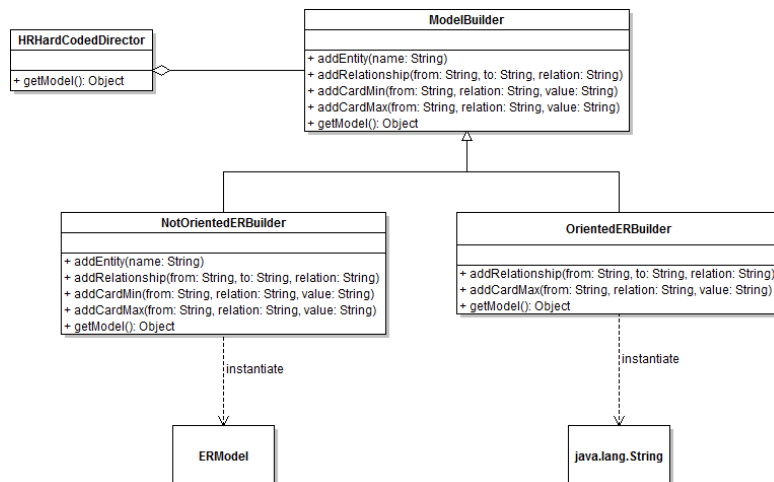 ModelBuilder
+ addEntity(name: String)
+ addRelationship(from: String, to: String, relation: String)
+ addCardMin(from: String, relation: String, value: String)
+ addCardMax(from: String, relation: String, value: String)
+ getModel(): Object
HRHardCodedDirector
+ getModel(): Object
NotOrientedERBuilder
+ addEntity(name: String)
+ addRelationship(from: String, to: String, relation: String)
+ addCardMin(from: String, relation: String, value: String)
+ addCardMax(from: String, relation: String, value: String)
+ getModel(): Object
OrientedERBuilder
+ addRelationship(from: String, to: String, relation: String)
+ addCardMax(from: String, relation: String, value: String)
+ getModel(): Object
instantiate
instantiate
ERModel
java.lang.String